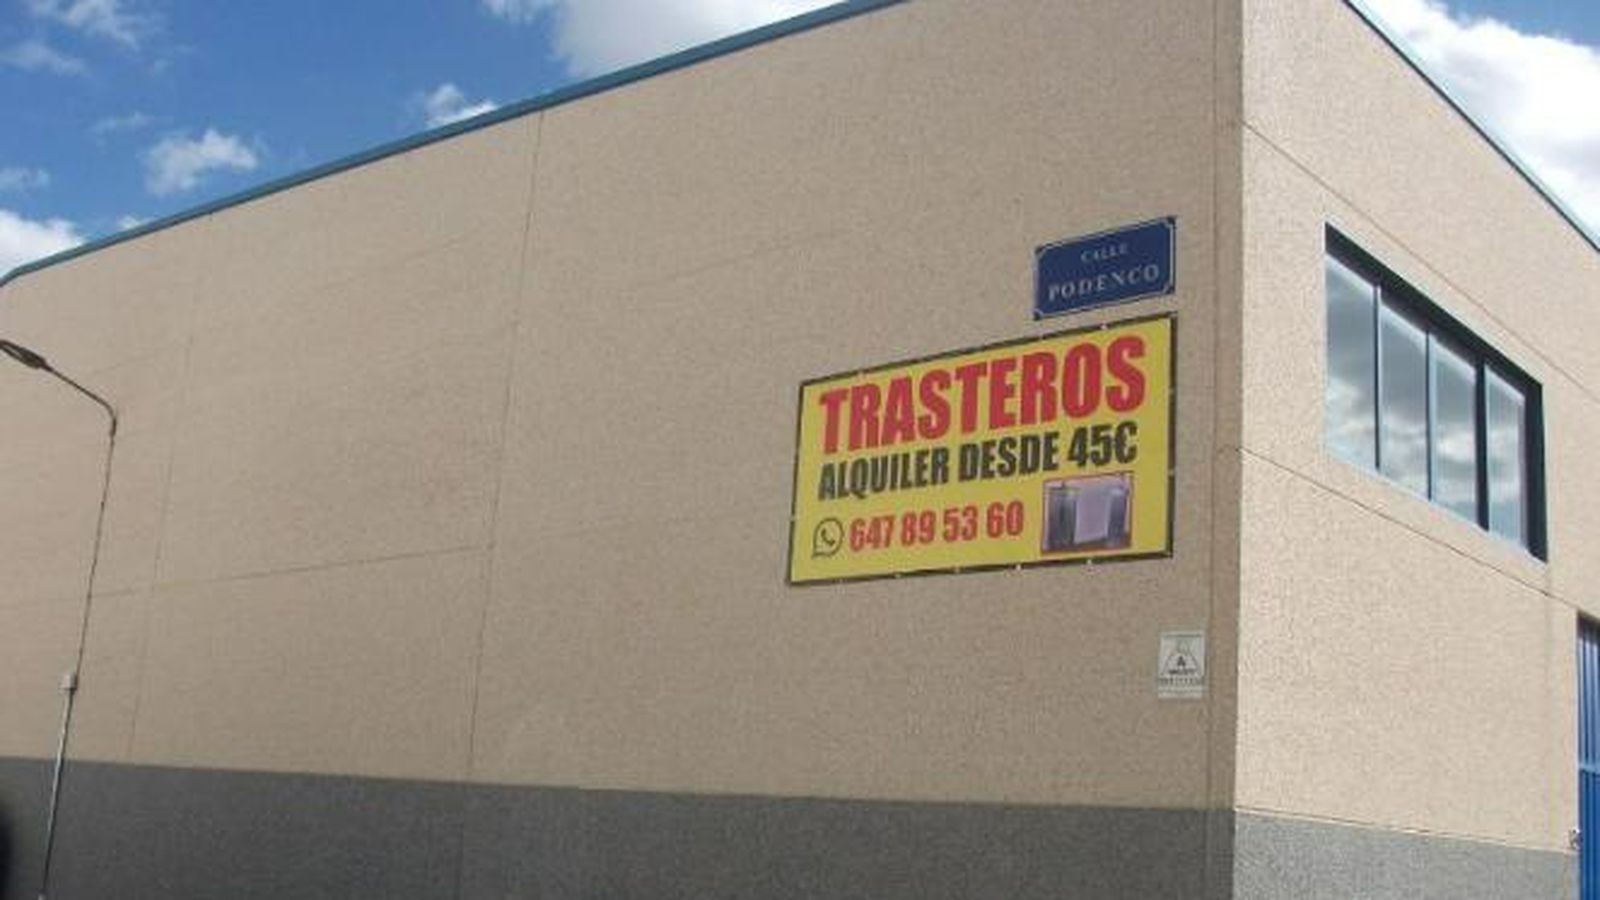 CALLE
PODENCO
TRASTEROS
ALQUILER DESDE 45€
647 89 53 60